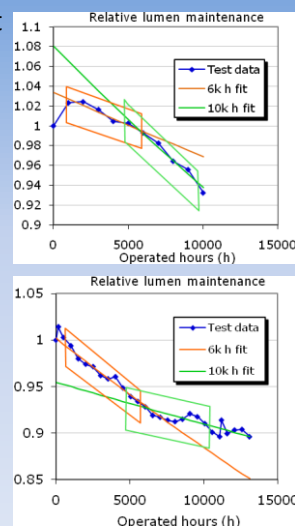 Relative lumen maintenance
1.1
1.08
1.06
1.04
1.02
1
0.98
0.96
0.94
0.92
0.9
Test data
6k h fit
10k h fit
0 5000 10000 15000
Operated hours (h)
Relative lumen maintenance
1.05
1
0.95
0.9
0.85
Test data
6k h fit
10k h fit
0 5000 10000 15000
Operated hours (h)